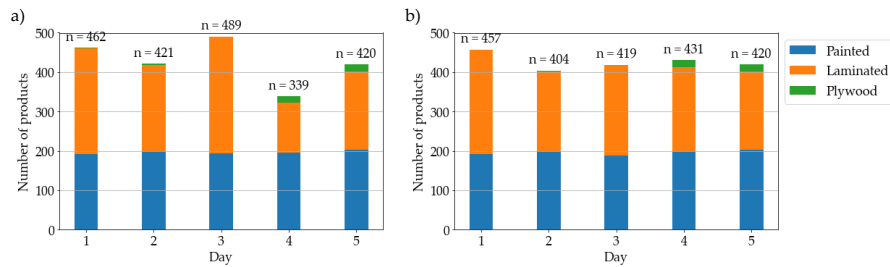 a)
n = 462
n = 421
n = 489
n = 339
n = 420
500
400
300
200
100
0
Number of products
1 2 3 4 5
Day
b)
n = 457
n = 404
n = 419
n = 431
n = 420
500
400
300
200
100
0
Number of products
1 2 3 4 5
Day
Painted
Laminated
Plywood